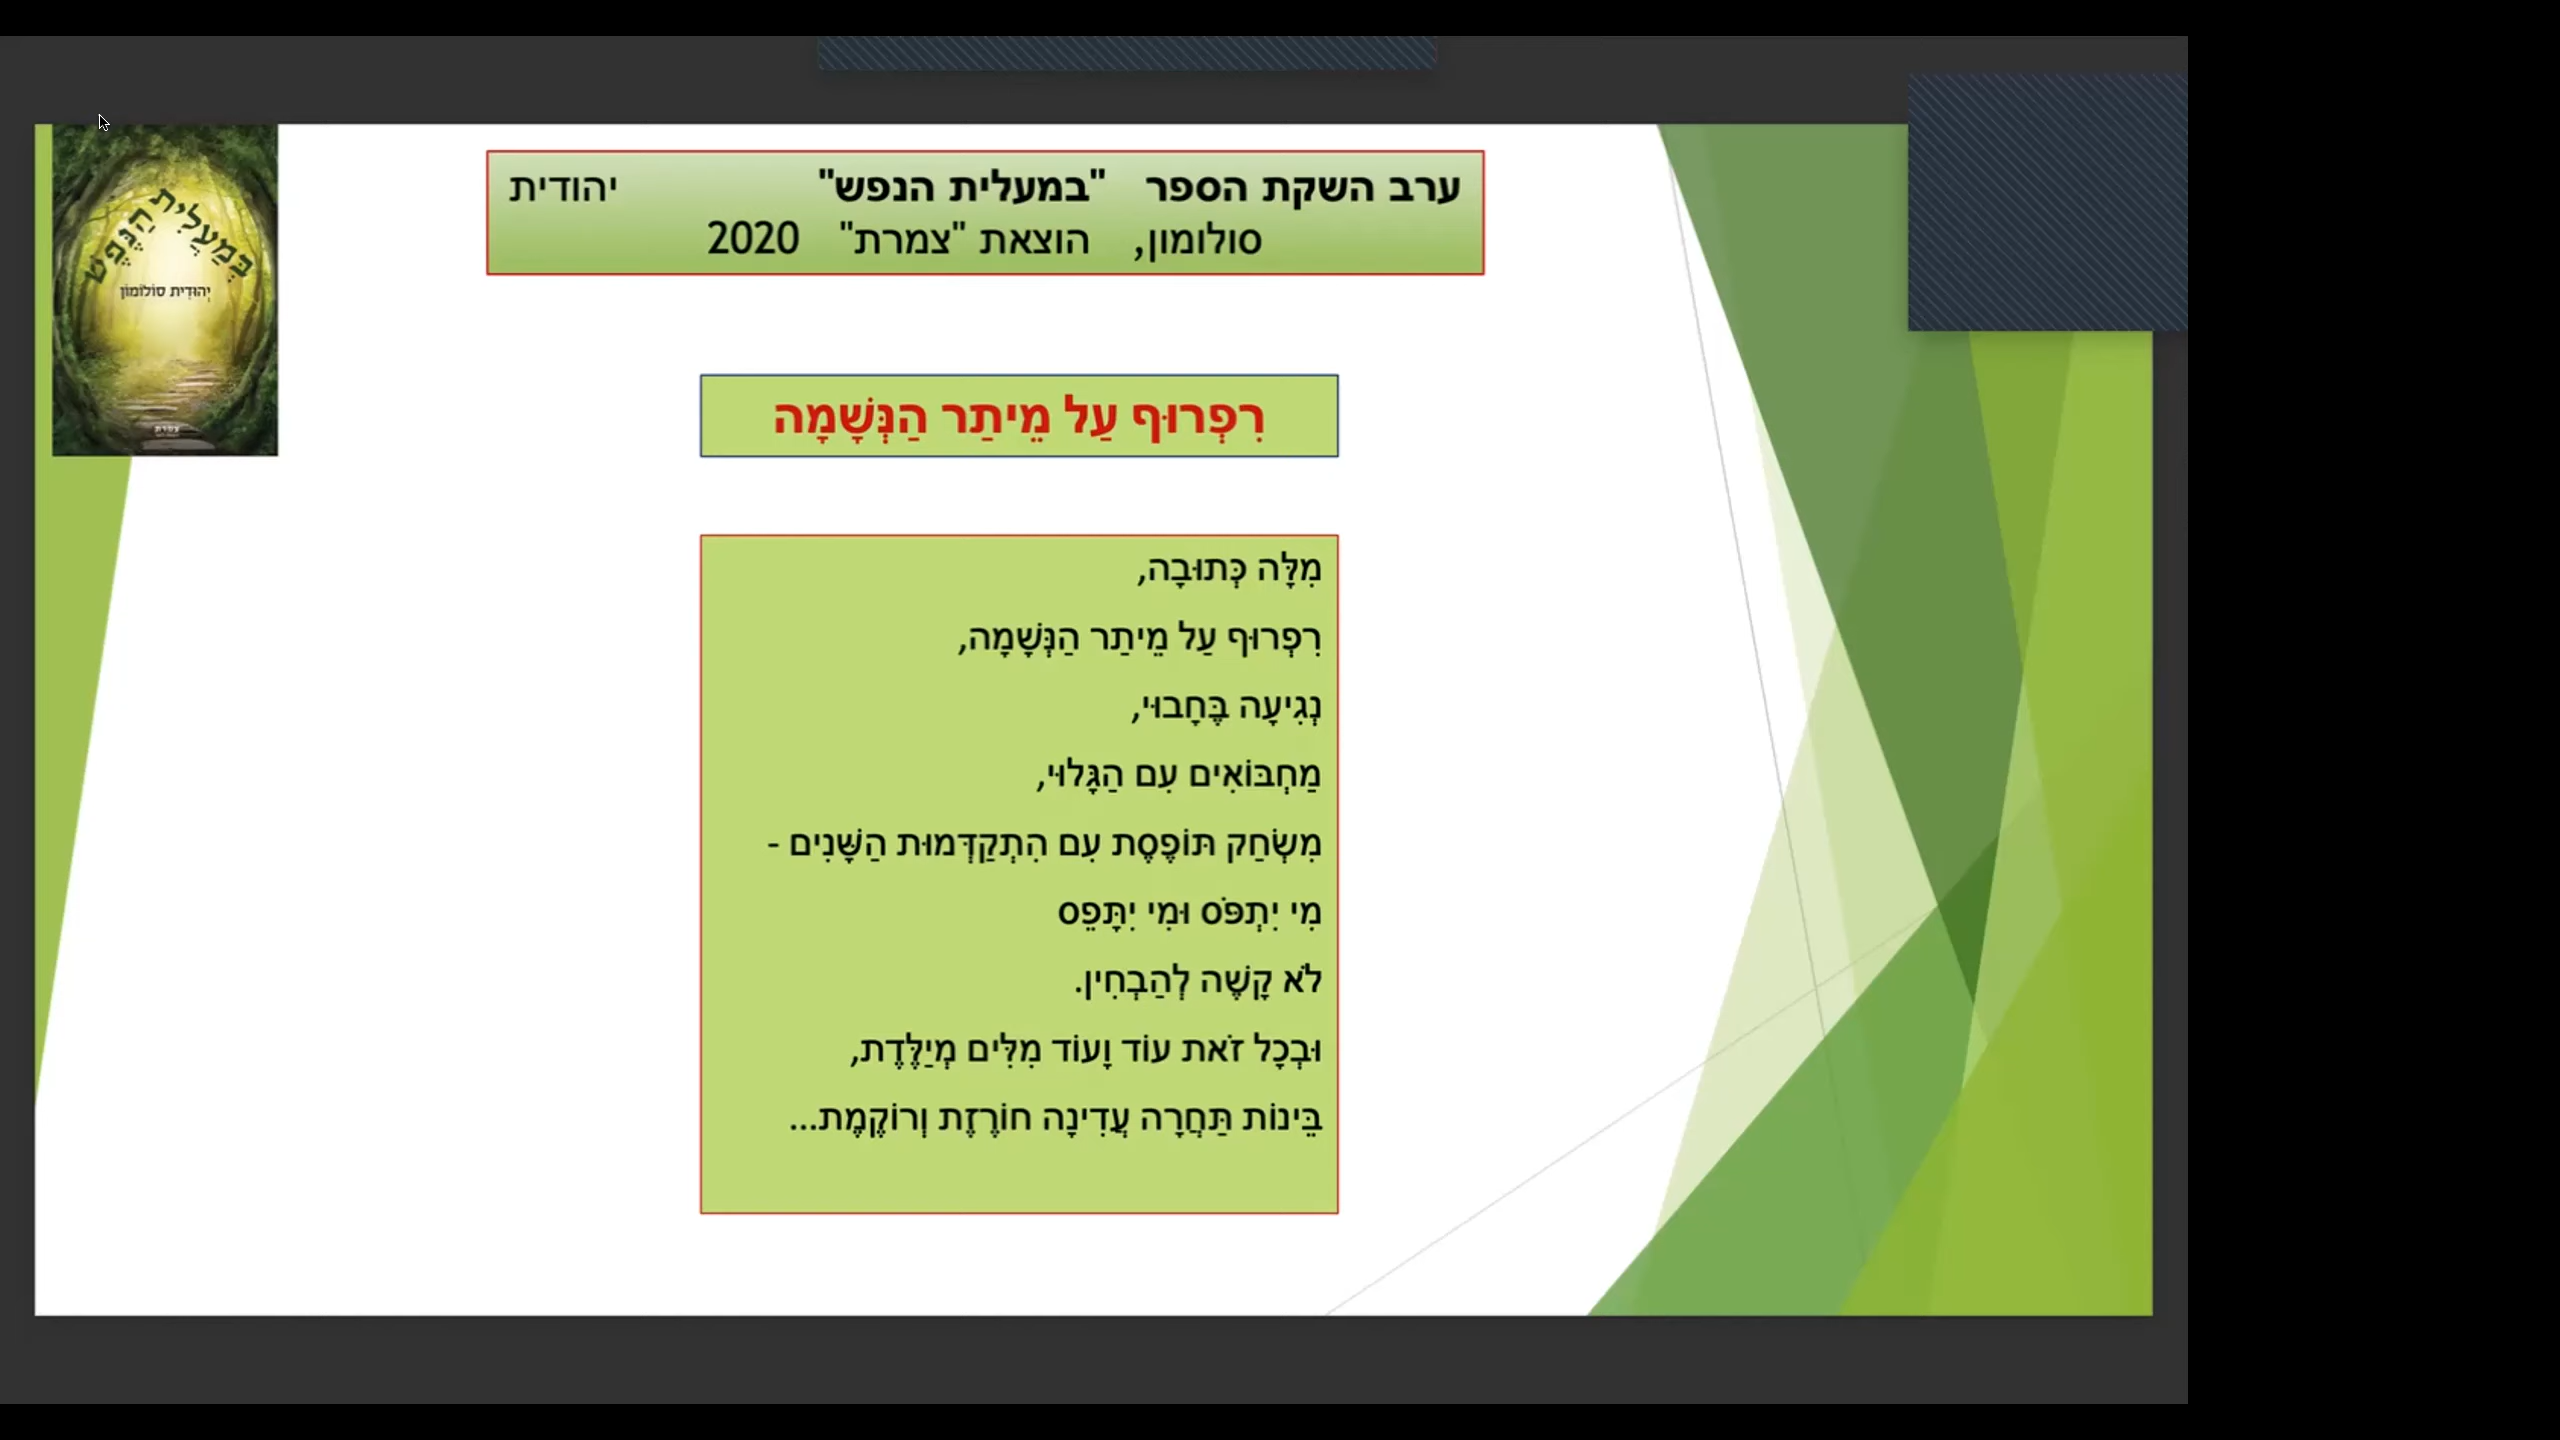 ערב השקת הספר "במעלית הנפש" יהודית
סולומון, הוצאת "צמרת" 2020
בְּמַעֲלִית הַנֶּפֶשׁ
יְהוּדִית סוֹלוֹמוֹן
צמרת
רִפְרוּף עַל מֵיתַר הַנְּשָׁמָה
מִלָּה כְּתוּבָה,
רִפְרוּף עַל מֵיתַר הַנְּשָׁמָה,
נְגִיעָה בֶּחָבוּי,
מַחְבּוֹאִים עִם הַגָּלוּי,
מִשְׂחַק תּוֹפֶסֶת עִם הִתְקַדְּמוּת הַשָּׁנִים -
מִי יִתְפֹּס וּמִי יִתָּפֵס
לֹא קָשֶׁה לְהַבְחִין.
וּבְכָל זֹאת עוֹד וָעוֹד מִלִּים מְיַלֶּדֶת,
בֵּינוֹת תַּחֲרָה עֲדִינָה חוֹרֶזֶת וְרוֹקֶמֶת...